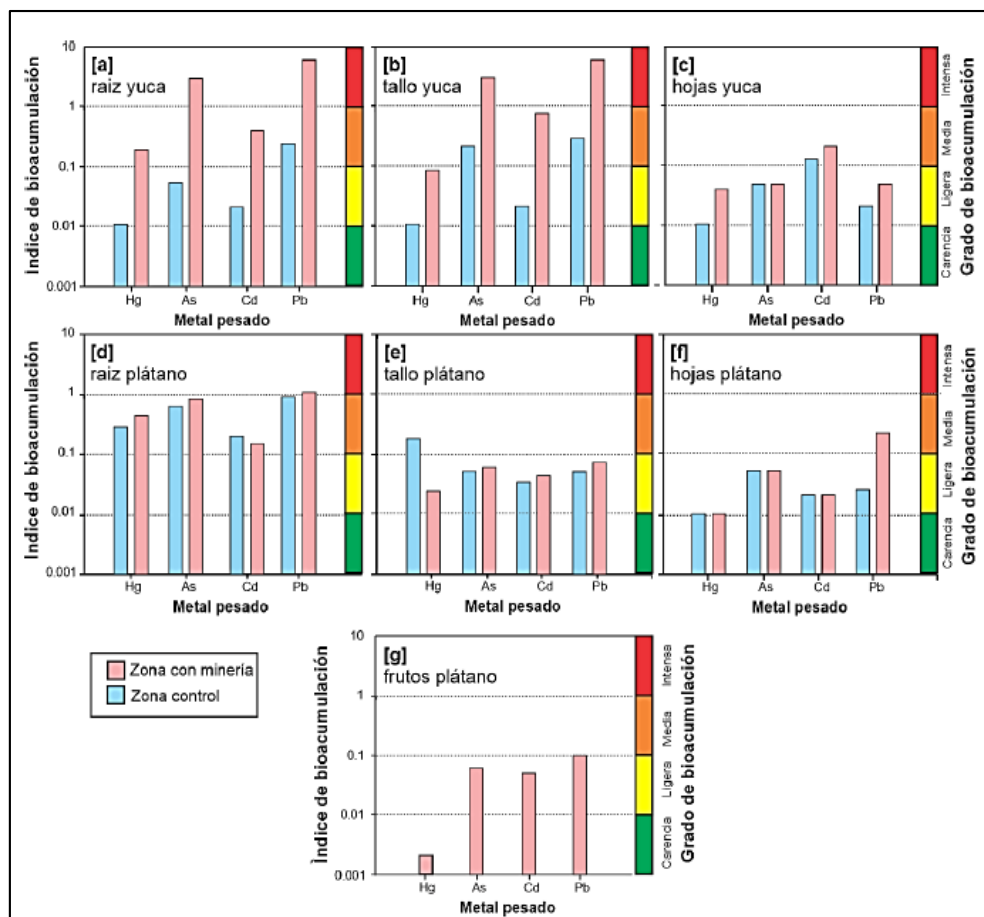 Indice de bioacumulación
10
1
0.1
0.01
0.001
[a]
raiz yuca
Hg As Cd Pb
Metal pesado
[b]
tallo yuca
Hg As Cd Pb
Metal pesado
[c]
hojas yuca
Hg As Cd Pb
Metal pesado
Intensa
Media
Ligera
Carencia
Grado de bioacumulación
Indice de bioacumulación
10
1
0.1
0.01
0.001
[d]
raiz plátano
Hg As Cd Pb
Metal pesado
[e]
tallo plátano
Hg As Cd Pb
Metal pesado
[f]
hojas plátano
Hg As Cd Pb
Metal pesado
Intensa
Media
Ligera
Carencia
Grado de bioacumulación
Zona con minería
Zona control
Ìndice de bioacumulación
10
1
0.1
0.01
0.001
[g]
frutos plátano
Hg As Cd Pb
Metal pesado
Intensa
Media
Ligera
Carencia
Grado de bioacumulación